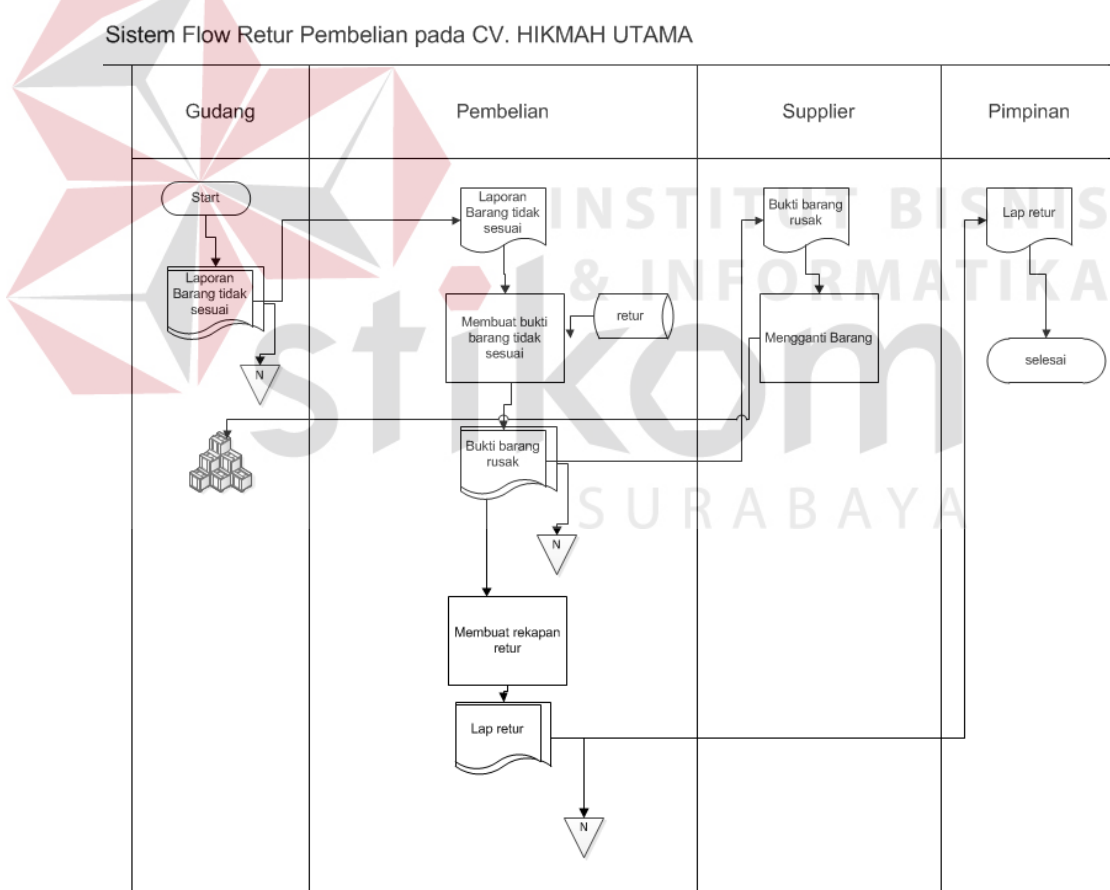 Sistem Flow Retur Pembelian pada CV. HIKMAH UTAMA
Gudang
Pembelian
Supplier
Pimpinan
Start
Laporan
Barang tidak
sesuai
N
Laporan
Barang tidak
sesuai
Membuat bukti
barang tidak
sesuai
retur
Bukti barang
rusak
N
Membuat rekapan
retur
Lap retur
N
Bukti barang
rusak
Mengganti Barang
Lap retur
selesai
INSTITUT BISNIS
& INFORMATIKA
stikom
SURABAYA